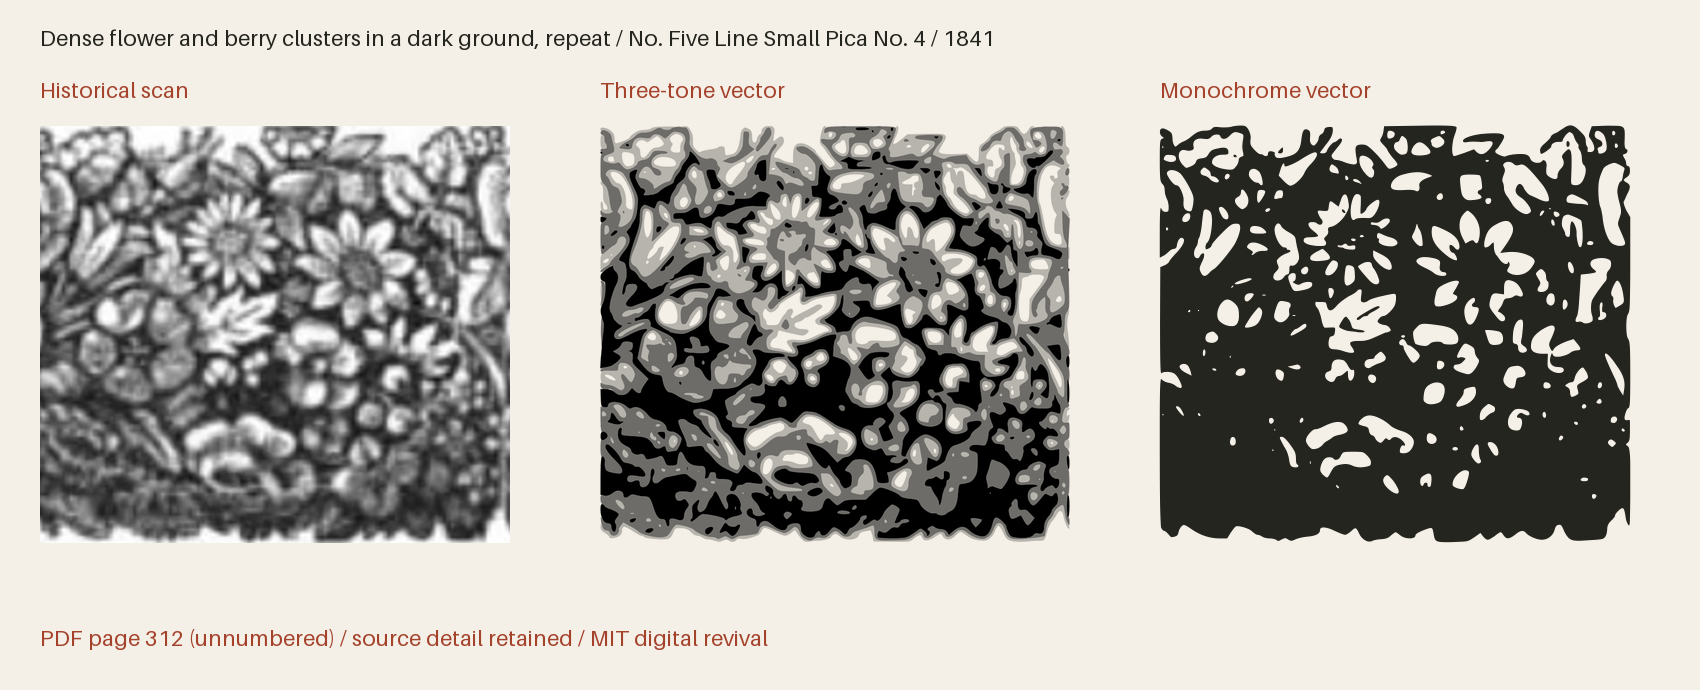 Dense flower and berry clusters in a dark ground, repeat / No. Five Line Small Pica No. 4 / 1841
Historical scan
Three-tone vector
Monochrome vector
PDF page 312 (unnumbered) / source detail retained / MIT digital revival